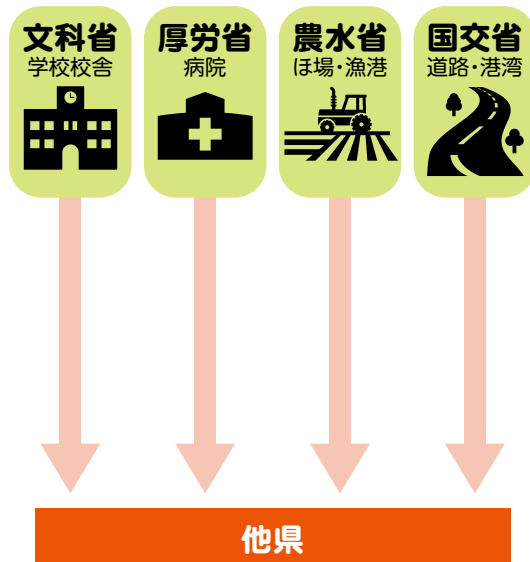 文科省
学校校舎
厚労省
病院
農水省
ほ場・漁港
国交省
道路・港湾
他県